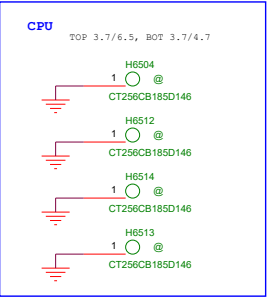 CPU
TOP 3.7/6.5, BOT 3.7/4.7
H6504
1 @
CT256CB185D146
H6512
1 @
CT256CB185D146
H6514
1 @
CT256CB185D146
H6513
1 @
CT256CB185D146